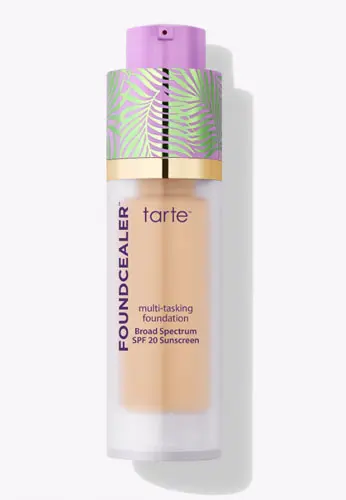 tarte™
FOUNDCEALER™
multi-tasking
foundation
Broad Spectrum
SPF 20 Sunscreen